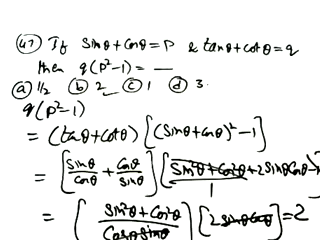 (47) If Sinθ + Cosθ = P & tanθ + cotθ = q
then q(P²-1) = —
(a) 1/2 (b) 2 (c) 1 (d) 3
q(P²-1)
= (tanθ + cotθ) [(Sinθ + Cosθ)² - 1]
= [Sinθ/Cosθ + Cosθ/Sinθ] [Sin²θ + Cos²θ + 2SinθCosθ -
1
= (Sin²θ + Cos²θ/CosθSinθ) [2SinθCosθ] = 2